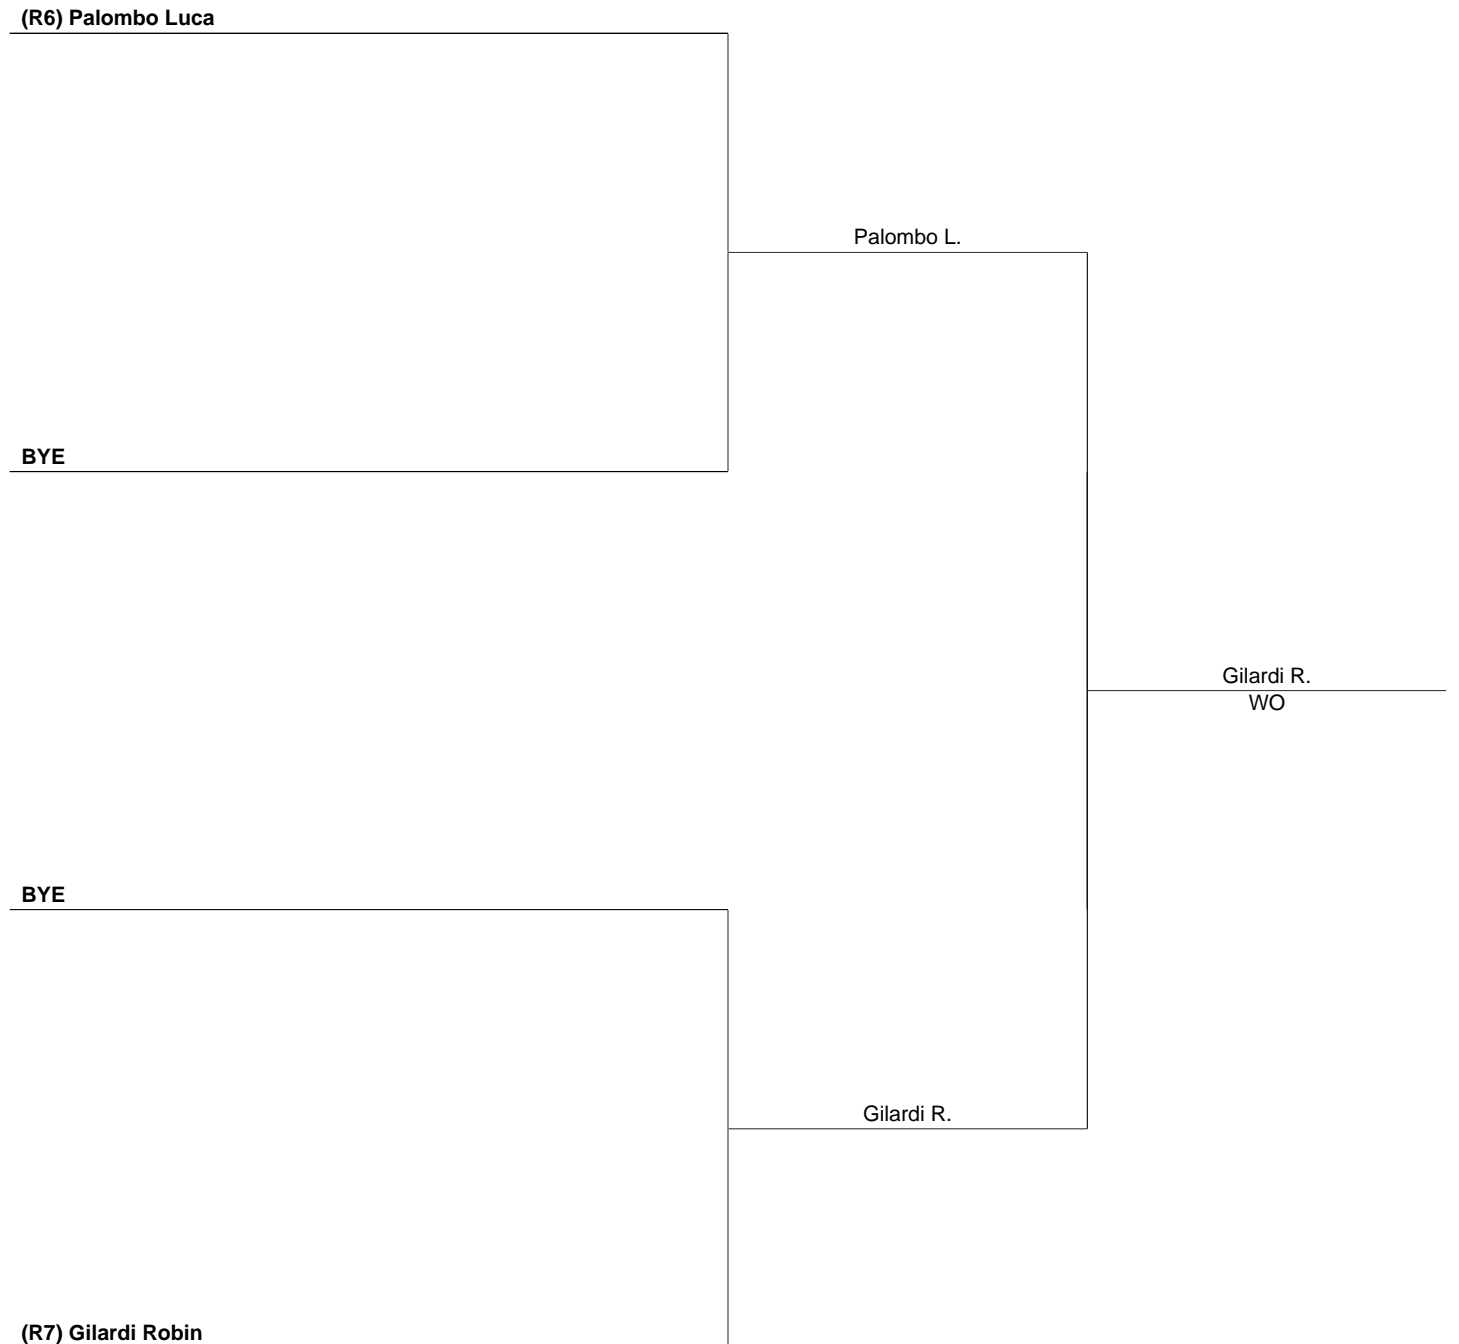 (R6) Palombo Luca
Palombo L.
BYE
Gilardi R.
WO
BYE
Gilardi R.
(R7) Gilardi Robin